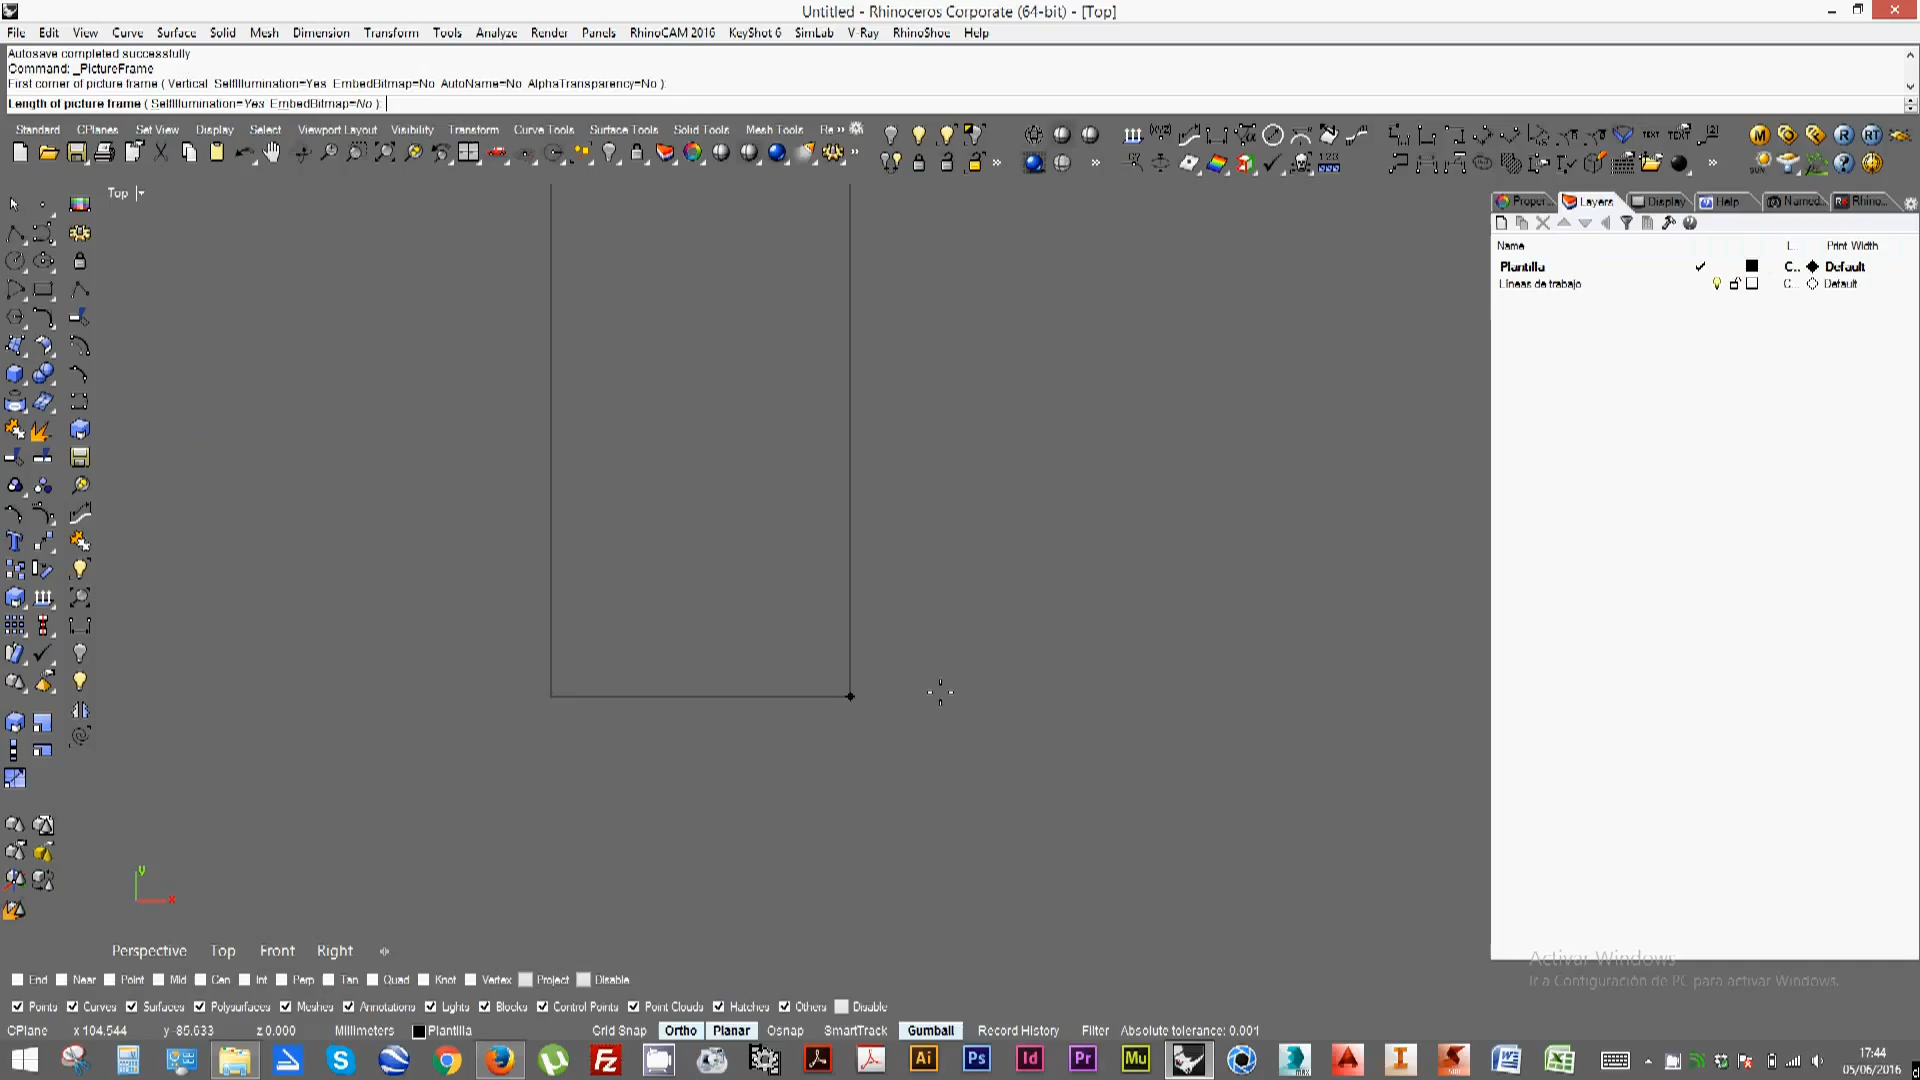 Untitled - Rhinoceros Corporate (64-bit) - [Top]
File Edit View Curve Surface Solid Mesh Dimension Transform Tools Analyze Render Panels RhinoCAM 2016 KeyShot 6 SimLab V-Ray RhinoShoe Help
Autosave completed successfully
Command: _PictureFrame
First corner of picture frame ( Vertical SelfIllumination=Yes EmbedBitmap=No AutoName=No AlphaTransparency=No ):
Length of picture frame ( SelfIllumination=Yes EmbedBitmap=No ):
Standard CPlanes Set View Display Select Viewport Layout Visibility Transform Curve Tools Surface Tools Solid Tools Mesh Tools Re »
Top
Proper... Layers Display Help Named... Rhino...
Name L... Print Width
Plantilla C... Default
Líneas de trabajo C... Default
y
x
Perspective Top Front Right
Activar Windows
Ir a Configuración de PC para activar Windows.
End Near Point Mid Cen Int Perp Tan Quad Knot Vertex Project Disable
Points Curves Surfaces Polysurfaces Meshes Annotations Lights Blocks Control Points Point Clouds Hatches Others Disable
CPlane x 104.544 y -85.633 z 0.000 Millimeters Plantilla Grid Snap Ortho Planar Osnap SmartTrack Gumball Record History Filter Absolute tolerance: 0.001
17:44
05/06/2016